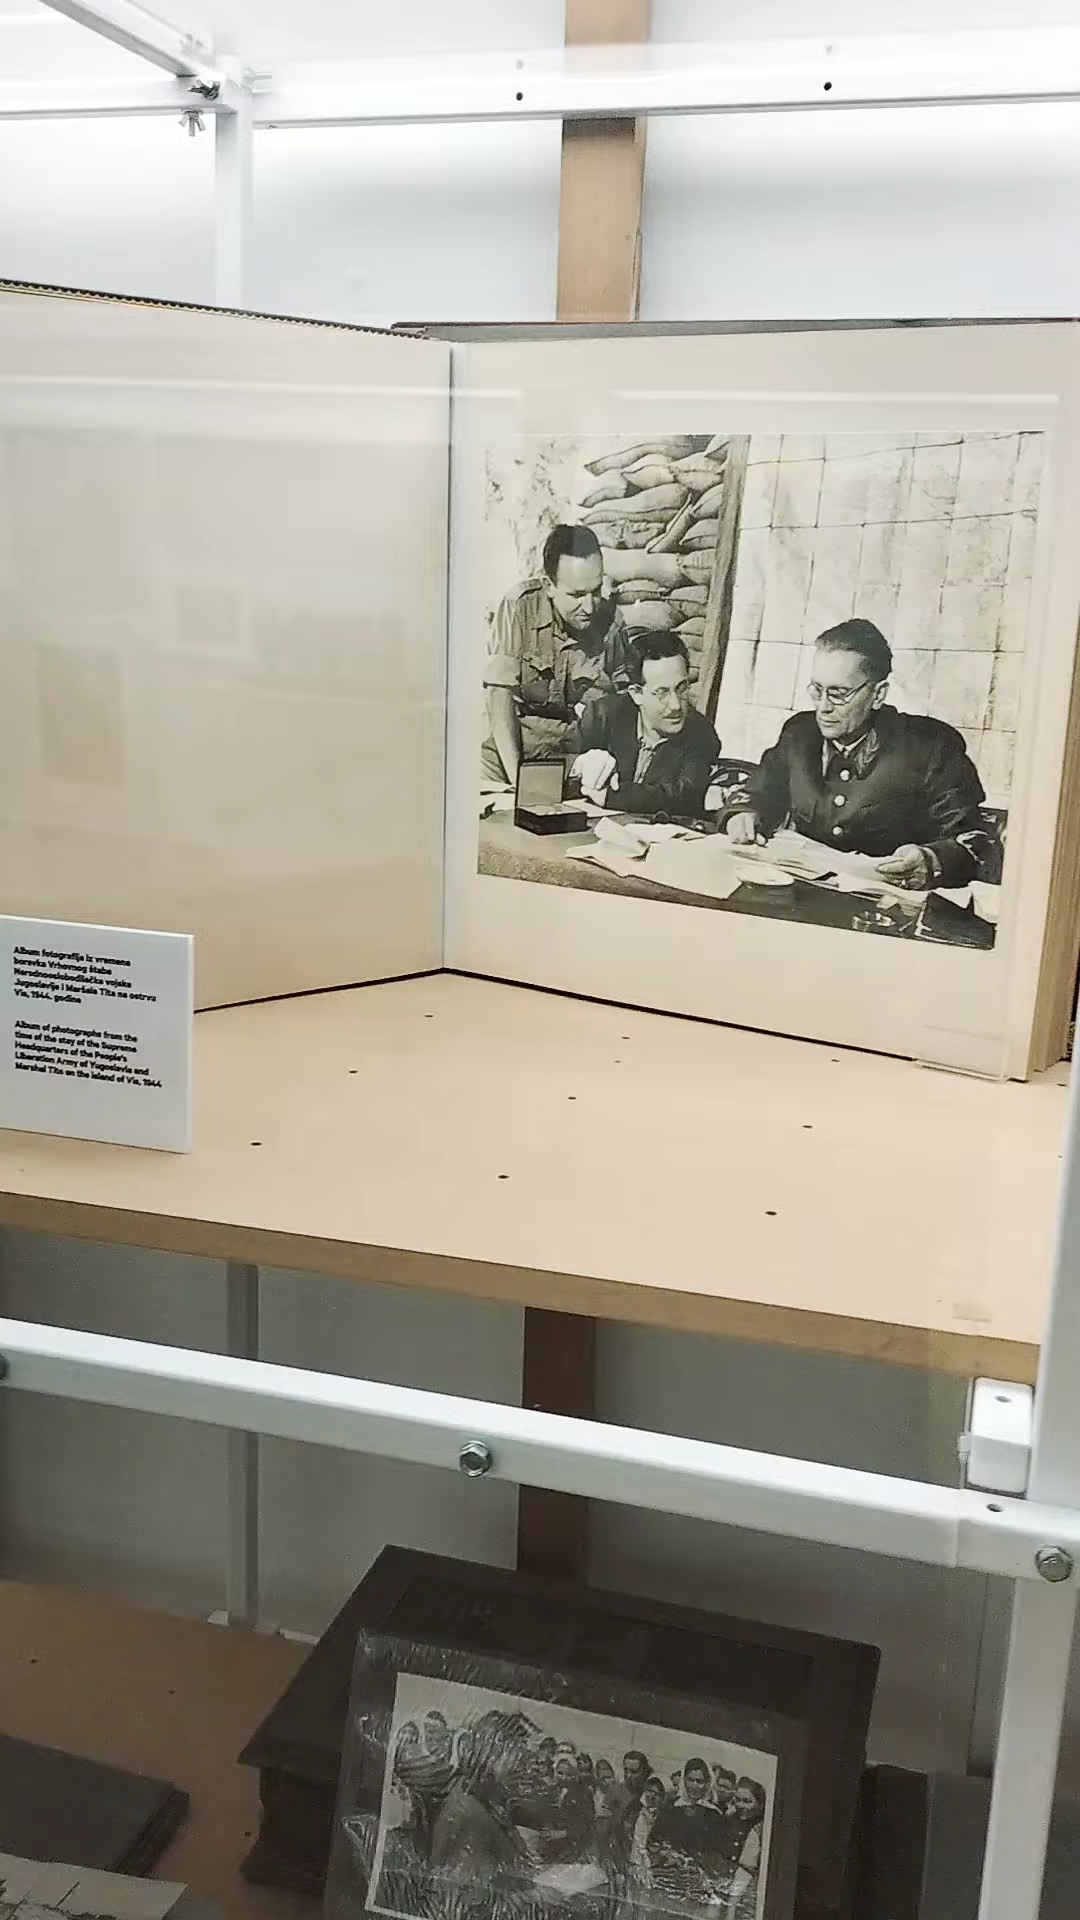 Album fotografija iz vremena
boravka Vrhovnog štaba
Narodnooslobodilačke vojske
Jugoslavije i Maršala Tita na ostrvu
Vis, 1944. godine
Album of photographs from the
time of the stay of the Supreme
Headquarters of the People's
Liberation Army of Yugoslavia and
Marshal Tito on the island of Vis, 1944